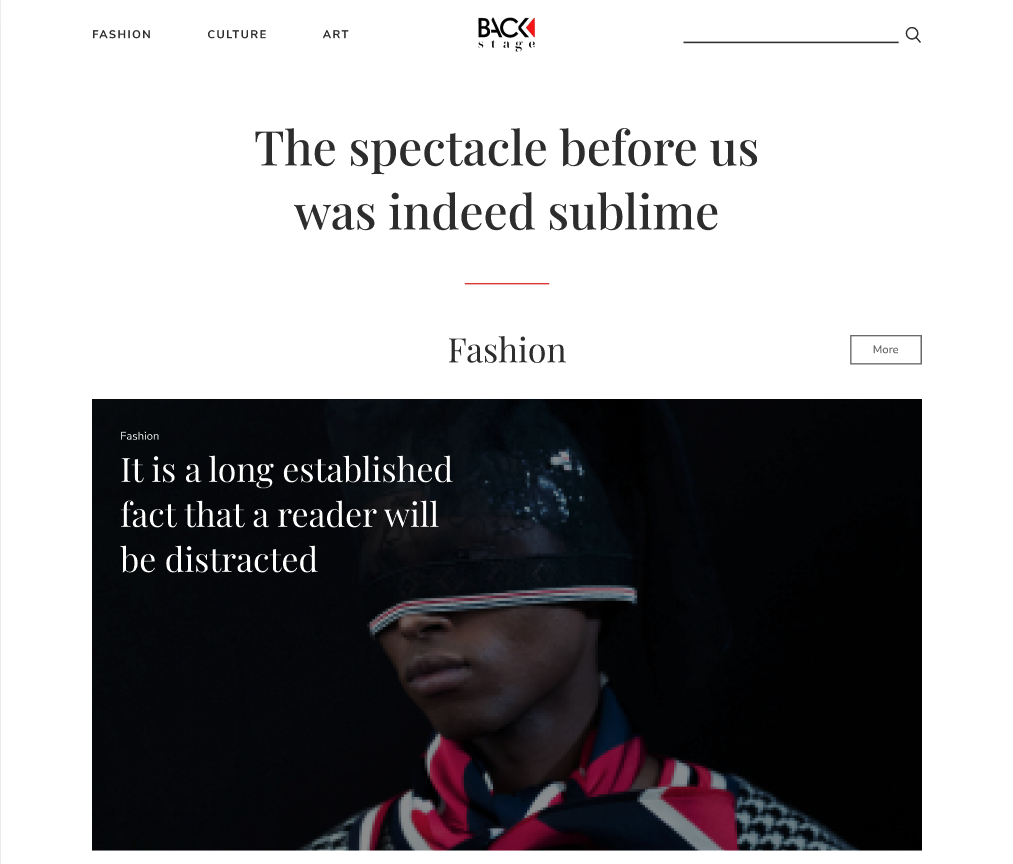 FASHION
CULTURE
ART
BACK
stage
The spectacle before us
was indeed sublime
Fashion
More
Fashion
It is a long established
fact that a reader will
be distracted